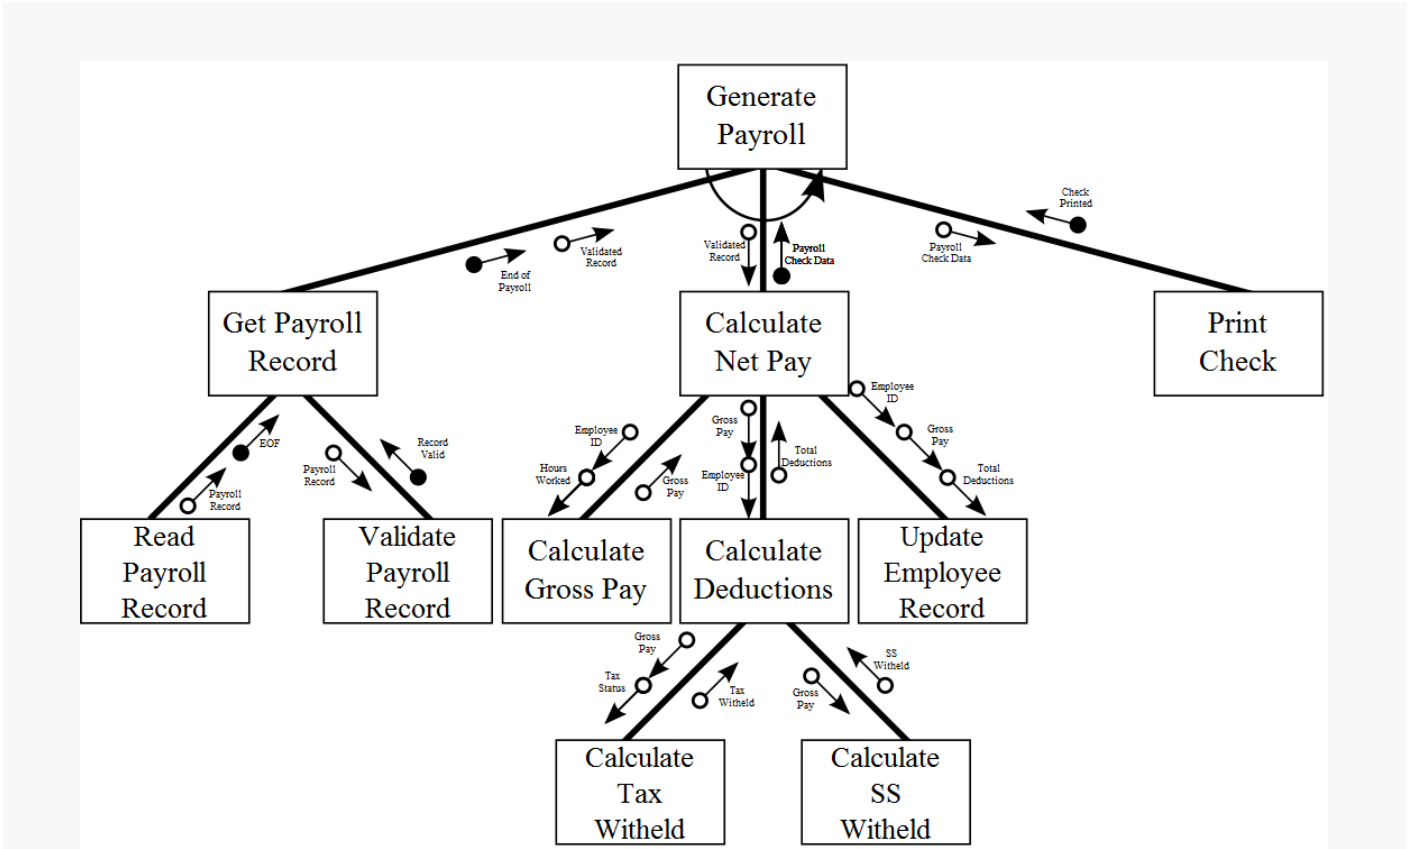 Generate
Payroll
Check
Printed
Validated
Record
End of
Payroll
Validated
Record
Payroll
Check Data
Payroll
Check Data
Get Payroll
Record
Calculate
Net Pay
Print
Check
Employee
ID
EOF
Payroll
Record
Payroll
Record
Record
Valid
Employee
ID
Hours
Worked
Gross
Pay
Gross
Pay
Employee
ID
Total
Deductions
Gross
Pay
Total
Deductions
Read
Payroll
Record
Validate
Payroll
Record
Calculate
Gross Pay
Calculate
Deductions
Update
Employee
Record
Gross
Pay
Tax
Status
Tax
Witheld
Gross
Pay
SS
Witheld
Calculate
Tax
Witheld
Calculate
SS
Witheld